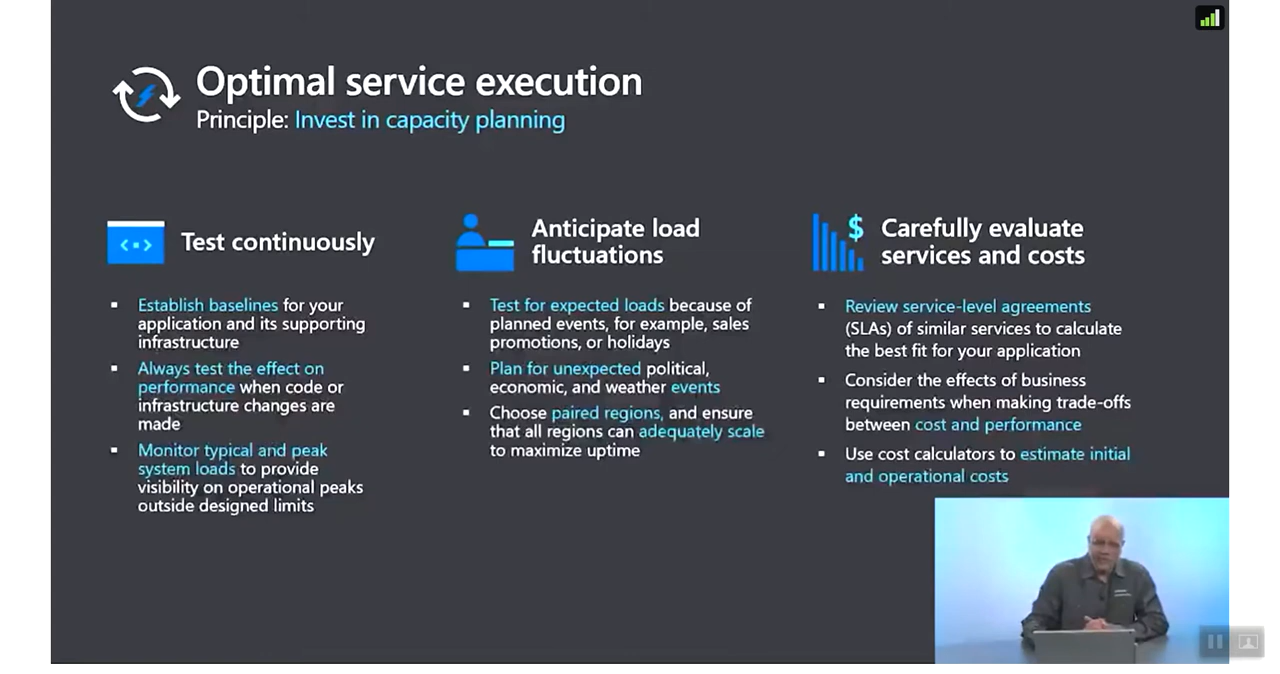 Optimal service execution
Principle: Invest in capacity planning
Test continuously
▪ Establish baselines for your
application and its supporting
infrastructure
▪ Always test the effect on
performance when code or
infrastructure changes are
made
▪ Monitor typical and peak
system loads to provide
visibility on operational peaks
outside designed limits
Anticipate load
fluctuations
▪ Test for expected loads because of
planned events, for example, sales
promotions, or holidays
▪ Plan for unexpected political,
economic, and weather events
▪ Choose paired regions, and ensure
that all regions can adequately scale
to maximize uptime
$
Carefully evaluate
services and costs
▪ Review service-level agreements
(SLAs) of similar services to calculate
the best fit for your application
▪ Consider the effects of business
requirements when making trade-offs
between cost and performance
▪ Use cost calculators to estimate initial
and operational costs